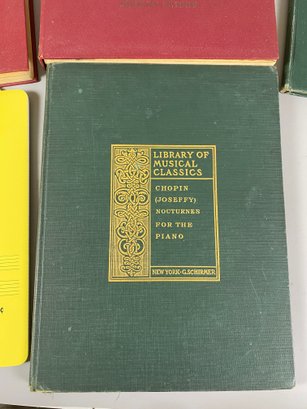 LIBRARY OF
MUSICAL
CLASSICS
CHOPIN
(JOSEFFY)
NOCTURNES
FOR THE
PIANO
NEW YORK·G.SCHIRMER